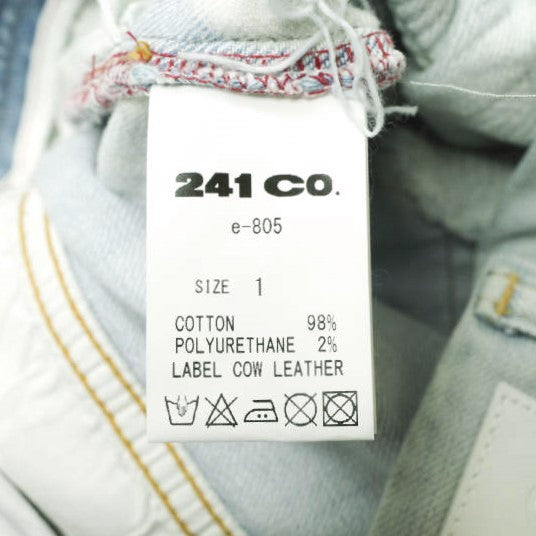 241 CO.
e-805
SIZE 1
COTTON 98%
POLYURETHANE 2%
LABEL COW LEATHER